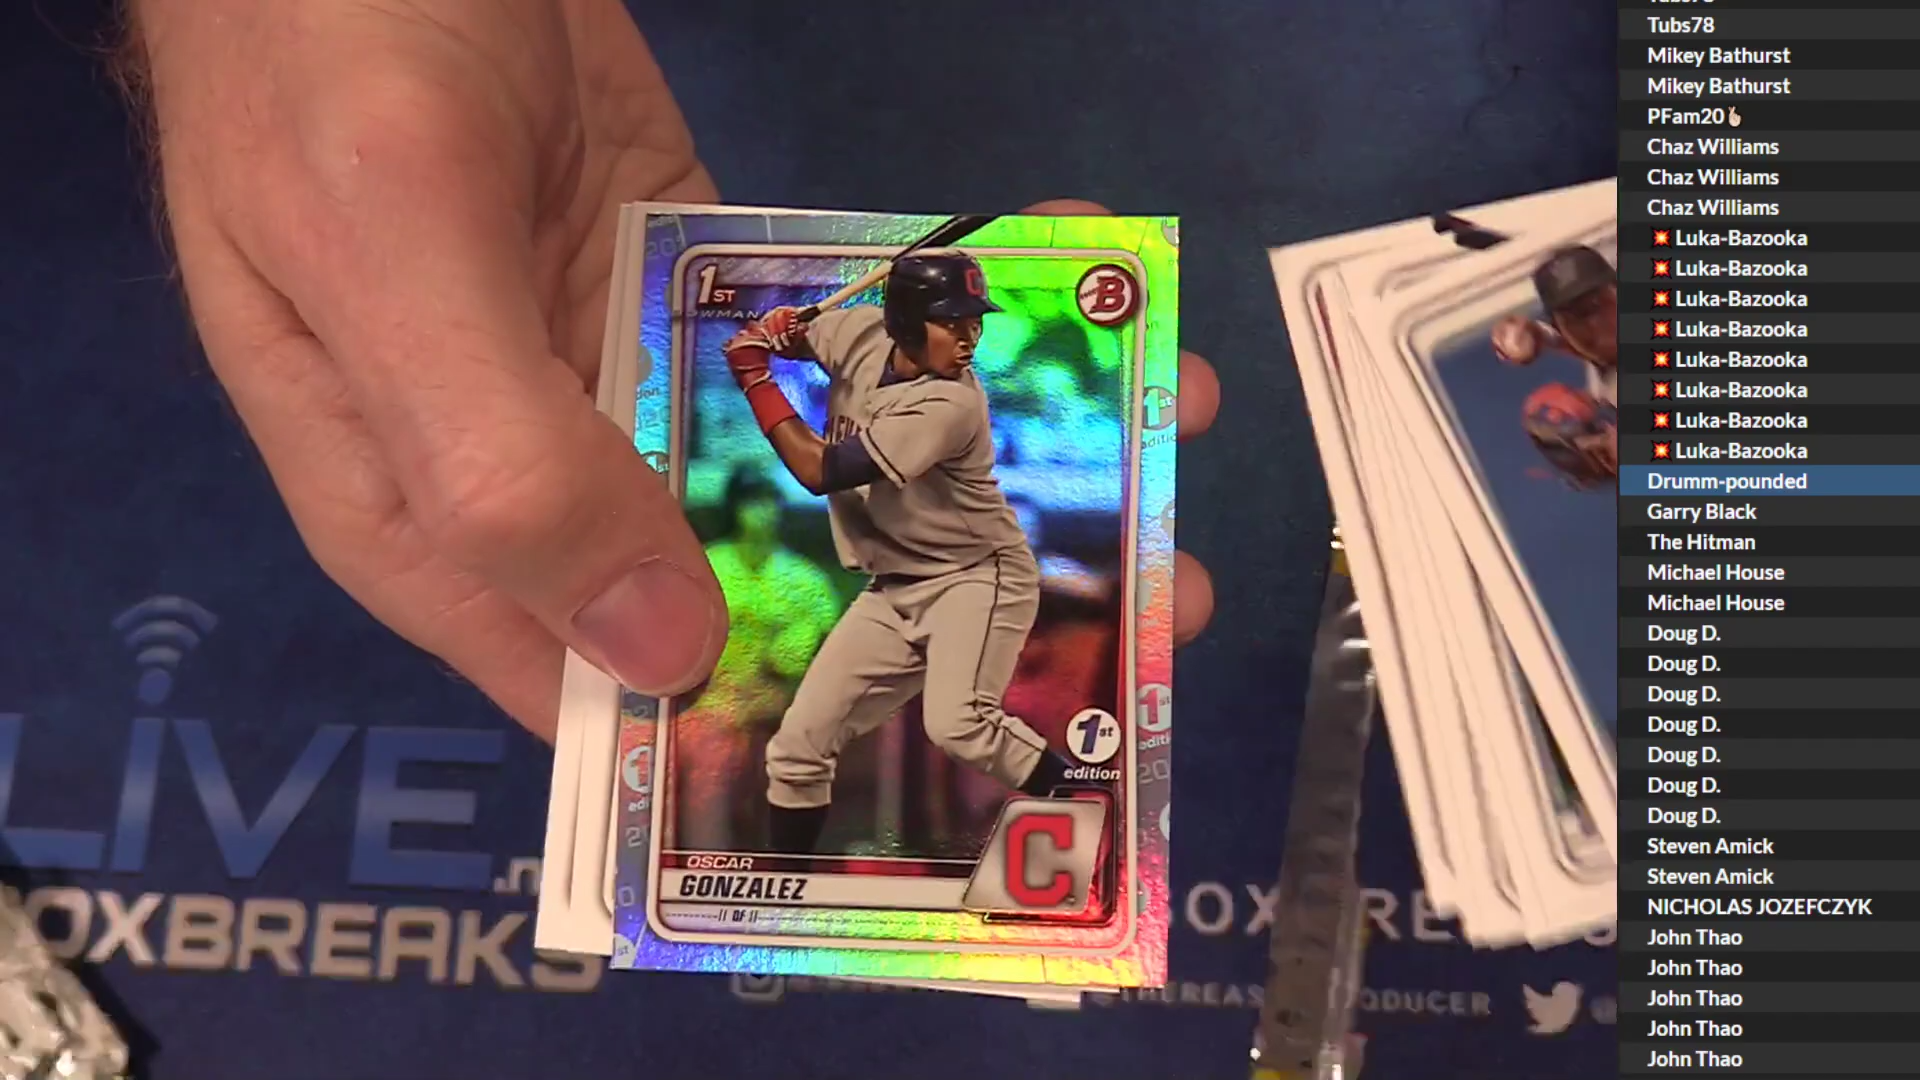 Tubs78
Tubs78
Mikey Bathurst
Mikey Bathurst
PFam20
Chaz Williams
Chaz Williams
Chaz Williams
Luka-Bazooka
Luka-Bazooka
Luka-Bazooka
Luka-Bazooka
Luka-Bazooka
Luka-Bazooka
Luka-Bazooka
Luka-Bazooka
Drumm-pounded
Garry Black
The Hitman
Michael House
Michael House
Doug D.
Doug D.
Doug D.
Doug D.
Doug D.
Doug D.
Doug D.
Steven Amick
Steven Amick
NICHOLAS JOZEFCZYK
John Thao
John Thao
John Thao
John Thao
John Thao
1ST
BOWMAN
B
C
1st
edition
OSCAR
GONZALEZ
OF
C
LiVE
.n
OXBREAKS